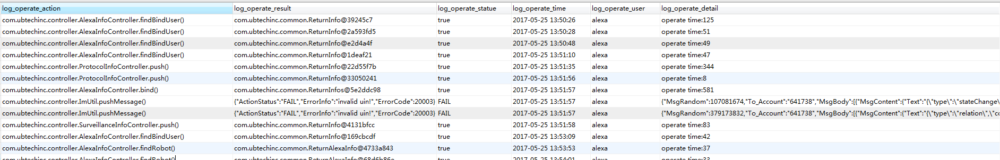 log_operate_action log_operate_result log_operate_statue log_operate_time log_operate_user log_operate_detail
com.ubtechinc.controller.AlexaInfoController.findBindUser() com.ubtechinc.common.ReturnInfo@39245c7 true 2017-05-25 13:50:26 alexa operate time:125
com.ubtechinc.controller.AlexaInfoController.findBindUser() com.ubtechinc.common.ReturnInfo@2a593fd5 true 2017-05-25 13:50:28 alexa operate time:51
com.ubtechinc.controller.AlexaInfoController.findBindUser() com.ubtechinc.common.ReturnInfo@e2d4a4f true 2017-05-25 13:50:48 alexa operate time:49
com.ubtechinc.controller.AlexaInfoController.findBindUser() com.ubtechinc.common.ReturnInfo@1deaf21 true 2017-05-25 13:51:10 alexa operate time:47
com.ubtechinc.controller.ProtocolInfoController.push() com.ubtechinc.common.ReturnInfo@22d55f7b true 2017-05-25 13:51:35 alexa operate time:344
com.ubtechinc.controller.ProtocolInfoController.push() com.ubtechinc.common.ReturnInfo@33050241 true 2017-05-25 13:51:56 alexa operate time:8
com.ubtechinc.controller.AlexaInfoController.bind() com.ubtechinc.common.ReturnInfos@5e2ddc98 true 2017-05-25 13:51:57 alexa operate time:581
com.ubtechinc.controller.ImUtil.pushMessage() {"ActionStatus":"FAIL","ErrorInfo":"invalid uin!","ErrorCode":20003} FAIL 2017-05-25 13:51:57 alexa {"MsgRandom":107081674,"To_Account":"641738","MsgBody":[{"MsgContent":{"Text":"{\"type\":\"stateChange\
com.ubtechinc.controller.ImUtil.pushMessage() {"ActionStatus":"FAIL","ErrorInfo":"invalid uin!","ErrorCode":20003} FAIL 2017-05-25 13:51:57 alexa {"MsgRandom":379173832,"To_Account":"641738","MsgBody":[{"MsgContent":{"Text":"{\"type\":\"relation\",\"co
com.ubtechinc.controller.SurveillanceInfoController.push() com.ubtechinc.common.ReturnInfo@4131bfcc true 2017-05-25 13:51:58 alexa operate time:83
com.ubtechinc.controller.AlexaInfoController.findBindUser() com.ubtechinc.common.ReturnInfo@169cbcdf true 2017-05-25 13:53:09 alexa operate time:42
com.ubtechinc.controller.AlexaInfoController.findRobot() com.ubtechinc.common.ReturnAlexaInfo@4733a843 true 2017-05-25 13:53:53 alexa operate time:37
com.ubtechinc.controller.AlexaInfoController.findRobot() com.ubtechinc.common.ReturnAlexaInfo@68d6b86e true 2017-05-25 13:54:01 alexa operate time:33